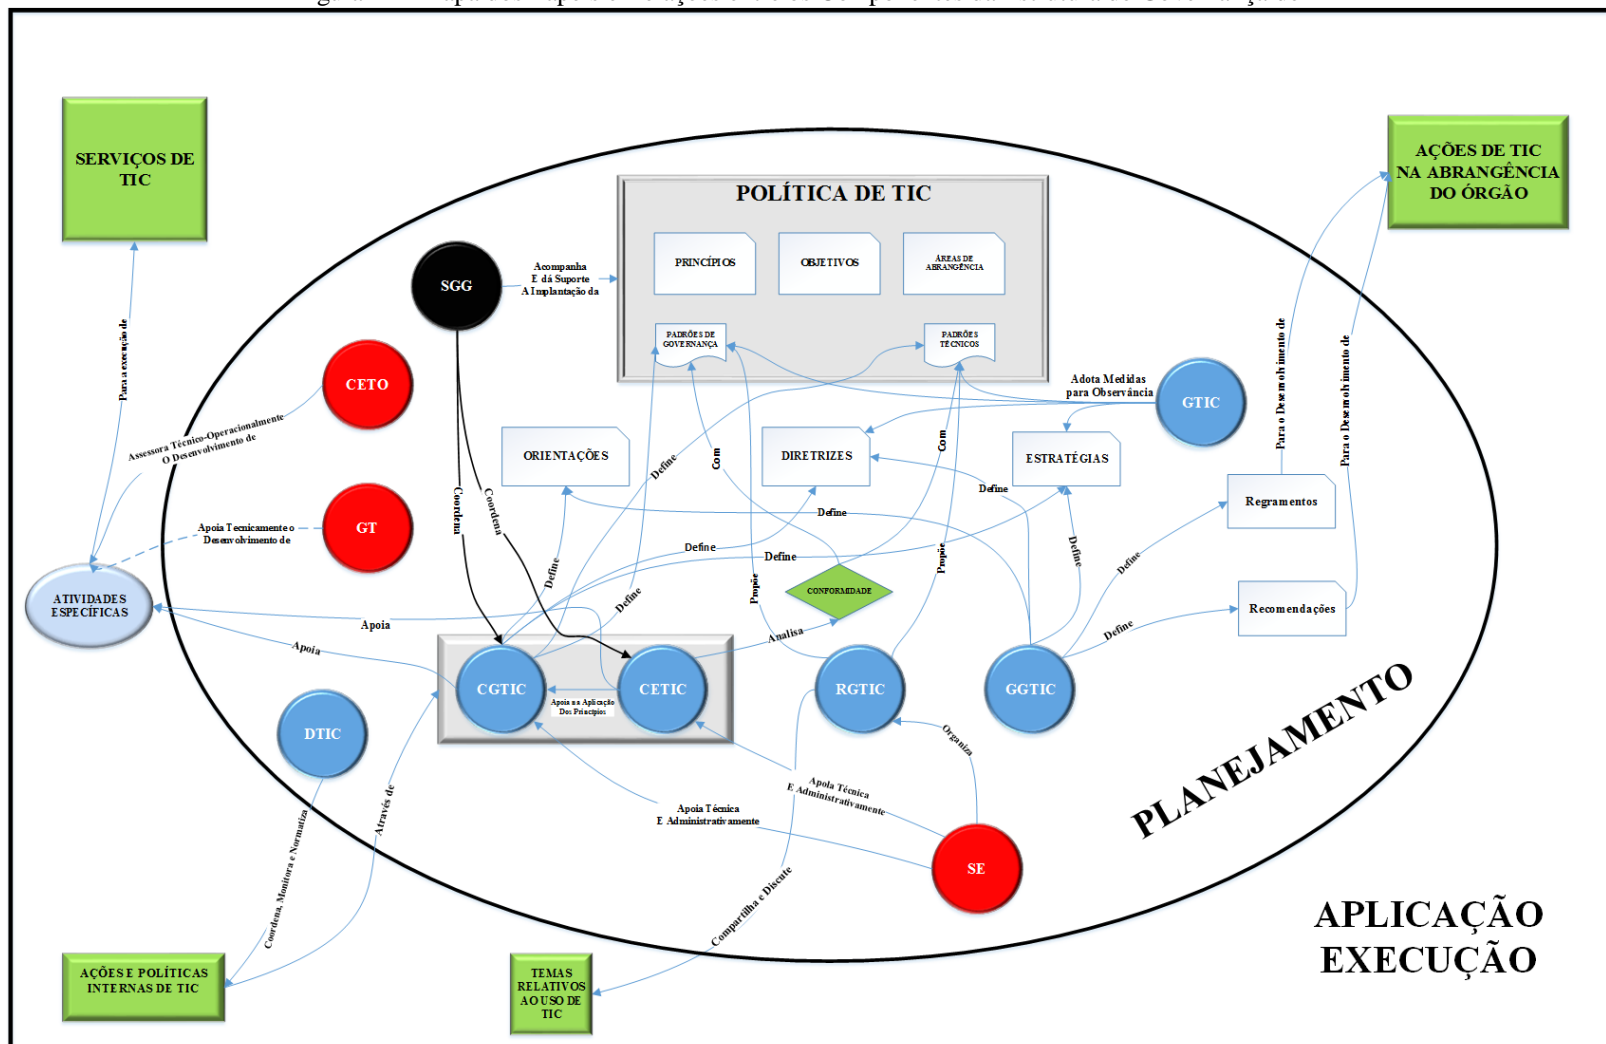 SERVIÇOS DE
TIC
AÇÕES DE TIC
NA ABRANGÊNCIA
DO ÓRGÃO
POLÍTICA DE TIC
PRINCÍPIOS
OBJETIVOS
ÁREAS DE
ABRANGÊNCIA
SGG
Acompanha
E dá Suporte
A Implantação da
PADRÕES DE
GOVERNANÇA
PADRÕES
TÉCNICOS
Para a execução de
CETO
Adota Medidas
para Observância
GTIC
Para o Desenvolvimento de
Para o Desenvolvimento de
Assessora Técnico-Operacionalmente
O Desenvolvimento de
ORIENTAÇÕES
DIRETRIZES
ESTRATÉGIAS
Com
Com
Define
Coordena
Coordena
Define
Define
Regramentos
GT
Apoia Tecnicamente o
Desenvolvimento de
Define
Define
Define
Define
Define
Define
Propõe
Propõe
ATIVIDADES
ESPECÍFICAS
CONFORMIDADE
Recomendações
Apoia
Apoia
Analisa
Define
CGTIC
CETIC
RGTIC
GGTIC
Apoia na Aplicação
Dos Princípios
DTIC
Organiza
PLANEJAMENTO
Através de
Coordena, Monitora e Normatiza
Apoia Técnica
E Administrativamente
Apoia Técnica
E Administrativamente
SE
Compartilha e Discute
APLICAÇÃO
EXECUÇÃO
AÇÕES E POLÍTICAS
INTERNAS DE TIC
TEMAS
RELATIVOS
AO USO DE
TIC